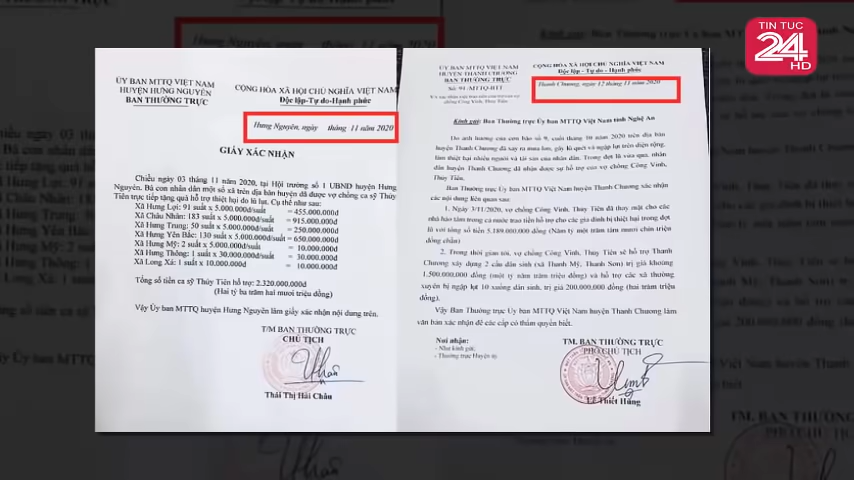 TIN TUC
24
HD
ỦY BAN MTTQ VIỆT NAM
HUYỆN HƯNG NGUYÊN
BAN THƯỜNG TRỰC
CỘNG HÒA XÃ HỘI CHỦ NGHĨA VIỆT NAM
Độc lập-Tự do-Hạnh phúc
Hưng Nguyên, ngày tháng 11 năm 2020
GIẤY XÁC NHẬN
Chiều ngày 03 tháng 11 năm 2020, tại Hội trường số 1 UBND huyện Hưng
Nguyên. Bà con nhân dân một số xã trên địa bàn huyện đã được vợ chồng ca sỹ Thủy
Tiên trực tiếp tặng quà hỗ trợ thiệt hại do lũ lụt. Cụ thể như sau:
Xã Hưng Lợi: 91 suất x 5.000.000đ/suất = 455.000.000đ
Xã Châu Nhân: 183 suất x 5.000.000đ/suất = 915.000.000đ
Xã Hưng Trung: 50 suất x 5.000.000đ/suất = 250.000.000đ
Xã Hưng Yên Bắc: 130 suất x 5.000.000đ/suất = 650.000.000đ
Xã Hưng Mỹ: 2 suất x 5.000.000đ/suất = 10.000.000đ
Xã Hưng Thông: 1 suất x 30.000.000đ/suất = 30.000.000đ
Xã Long Xá: 1 suất x 10.000.000đ = 10.000.000đ
Tổng số tiền ca sỹ Thủy Tiên hỗ trợ: 2.320.000.000đ
(Hai tỷ ba trăm hai mươi triệu đồng)
Vậy Ủy ban MTTQ huyện Hưng Nguyên làm giấy xác nhận nội dung trên.
T/M BAN THƯỜNG TRỰC
CHỦ TỊCH
Thái Thị Hải Châu
ỦY BAN MTTQ VIỆT NAM
HUYỆN THANH CHƯƠNG
BAN THƯỜNG TRỰC
CỘNG HÒA XÃ HỘI CHỦ NGHĨA VIỆT NAM
Độc lập - Tự do - Hạnh phúc
Thanh Chương, ngày 12 tháng 11 năm 2020
Kính gửi: Ban Thường trực Ủy ban MTTQ Việt Nam tỉnh Nghệ An
Do ảnh hưởng của cơn bão số 9, cuối tháng 10 năm 2020 trên địa bàn
huyện Thanh Chương đã xảy ra mưa lớn, gây lũ quét và ngập lụt trên diện rộng,
làm thiệt hại nhiều người và tài sản của nhân dân. Trong đợt lũ vừa qua, nhân
dân huyện Thanh Chương đã nhận được sự hỗ trợ của vợ chồng Công Vinh,
Thủy Tiên.
Ban Thường trực Ủy ban MTTQ Việt Nam huyện Thanh Chương xác nhận
các nội dung liên quan sau:
1. Ngày 3/11/2020, vợ chồng Công Vinh, Thủy Tiên đã thay mặt cho các
nhà hảo tâm trong cả nước trao tiền hỗ trợ cho các gia đình bị thiệt hại trong đợt
lũ với tổng số tiền 5.189.000.000 đồng (Năm tỷ một trăm tám mươi chín triệu
đồng chẵn)
2. Trong thời gian tới, vợ chồng Công Vinh, Thủy Tiên sẽ hỗ trợ Thanh
Chương xây dựng 2 cầu dân sinh (xã Thanh Mỹ, Thanh Sơn) trị giá khoảng
1.500.000.000 đồng (một tỷ năm trăm triệu đồng) và hỗ trợ các xã thường
xuyên bị ngập lụt 10 xuồng dân sinh, trị giá 200.000.000 đồng (hai trăm triệu
đồng).
Vậy Ban Thường trực Ủy ban MTTQ Việt Nam huyện Thanh Chương làm
văn bản xác nhận để các cấp có thẩm quyền biết.
Nơi nhận:
- Như kính gửi;
- Thường trực Huyện ủy
TM. BAN THƯỜNG TRỰC
PHÓ CHỦ TỊCH
Lê Thiết Hùng